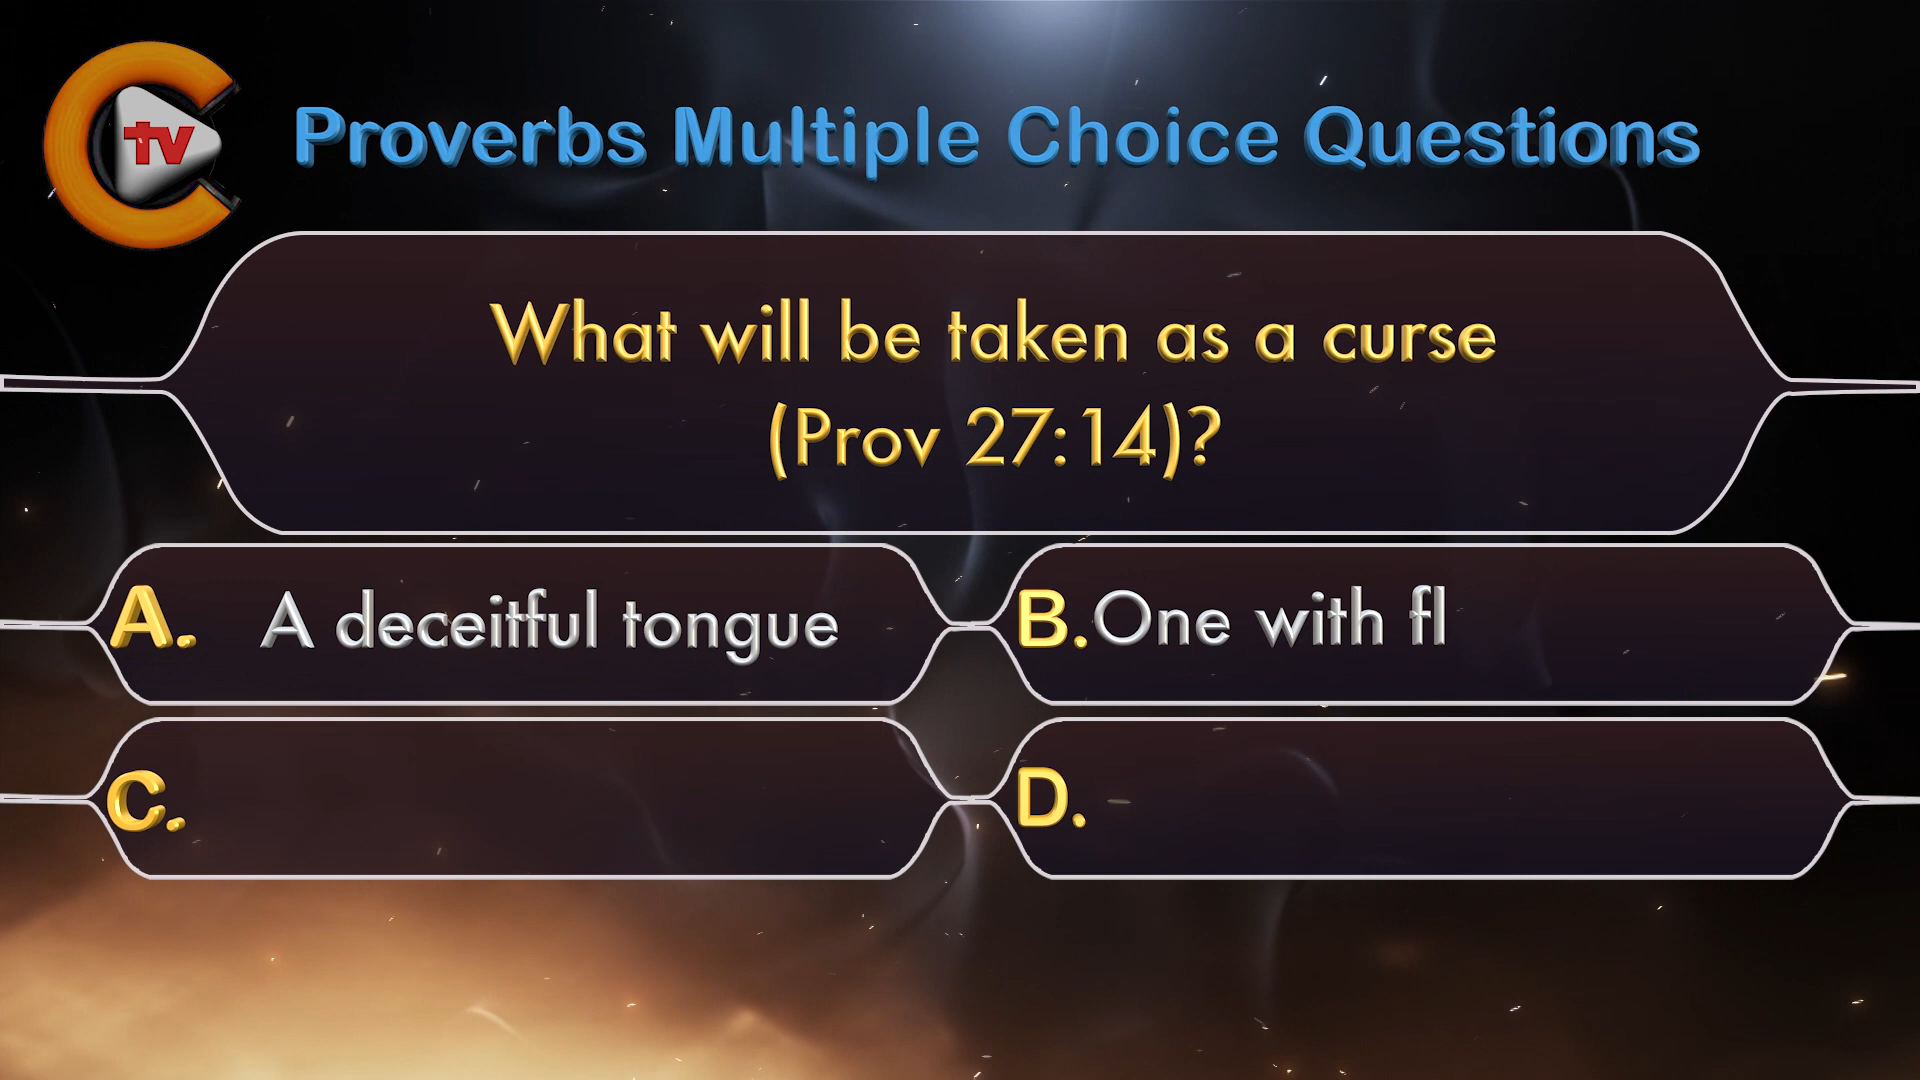 tv
Proverbs Multiple Choice Questions
What will be taken as a curse
(Prov 27:14)?
A. A deceitful tongue
B. One with fl
C.
D.